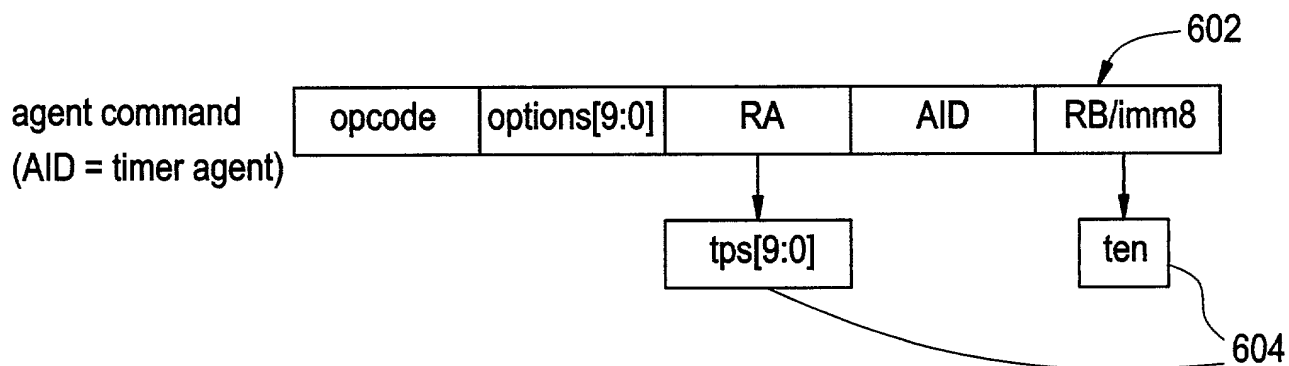 602
agent command
(AID = timer agent)
opcode
options[9:0]
RA
AID
RB/imm8
tps[9:0]
ten
604